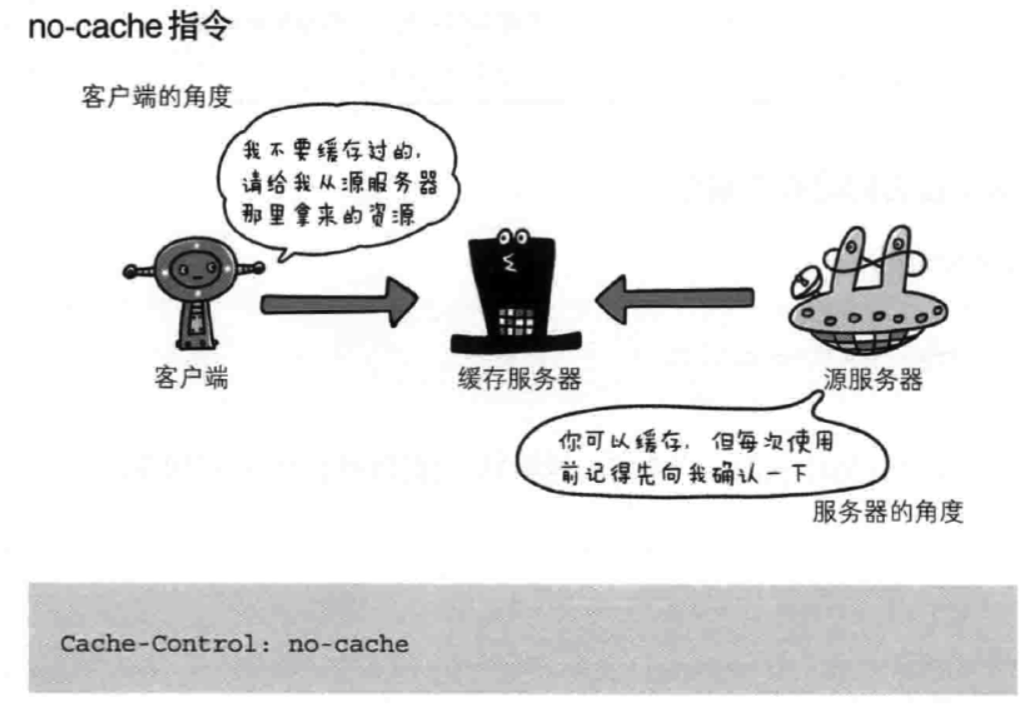 no-cache指令
客户端的角度
我不要缓存过的,
请给我从源服务器
那里拿来的资源
客户端
缓存服务器
源服务器
你可以缓存, 但每次使用
前记得先向我确认一下
服务器的角度
Cache-Control: no-cache